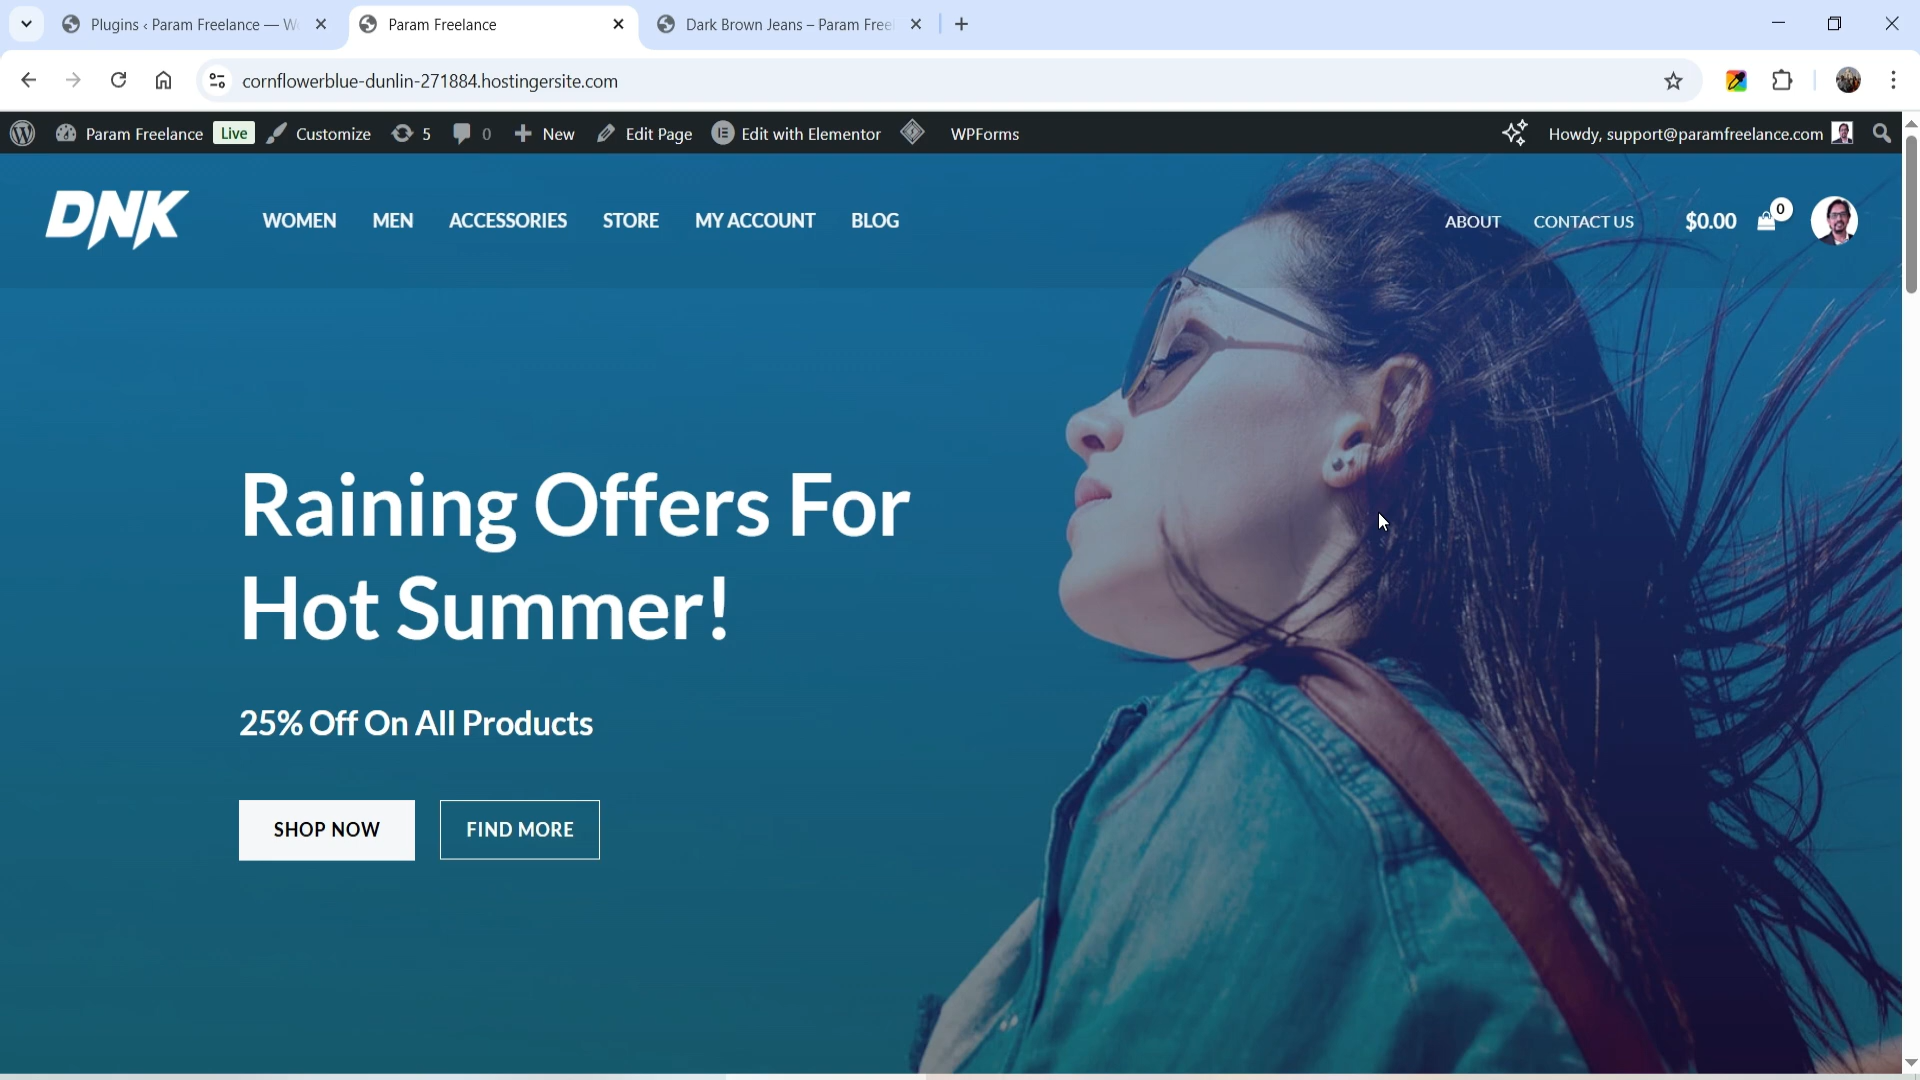 Plugins ‹ Param Freelance — W
Param Freelance
Dark Brown Jeans – Param Free
cornflowerblue-dunlin-271884.hostingersite.com
Param Freelance Live Customize 5 0 New Edit Page Edit with Elementor WPForms Howdy, support@paramfreelance.com
DNK WOMEN MEN ACCESSORIES STORE MY ACCOUNT BLOG ABOUT CONTACT US $0.00 0
Raining Offers For
Hot Summer!
25% Off On All Products
SHOP NOW FIND MORE